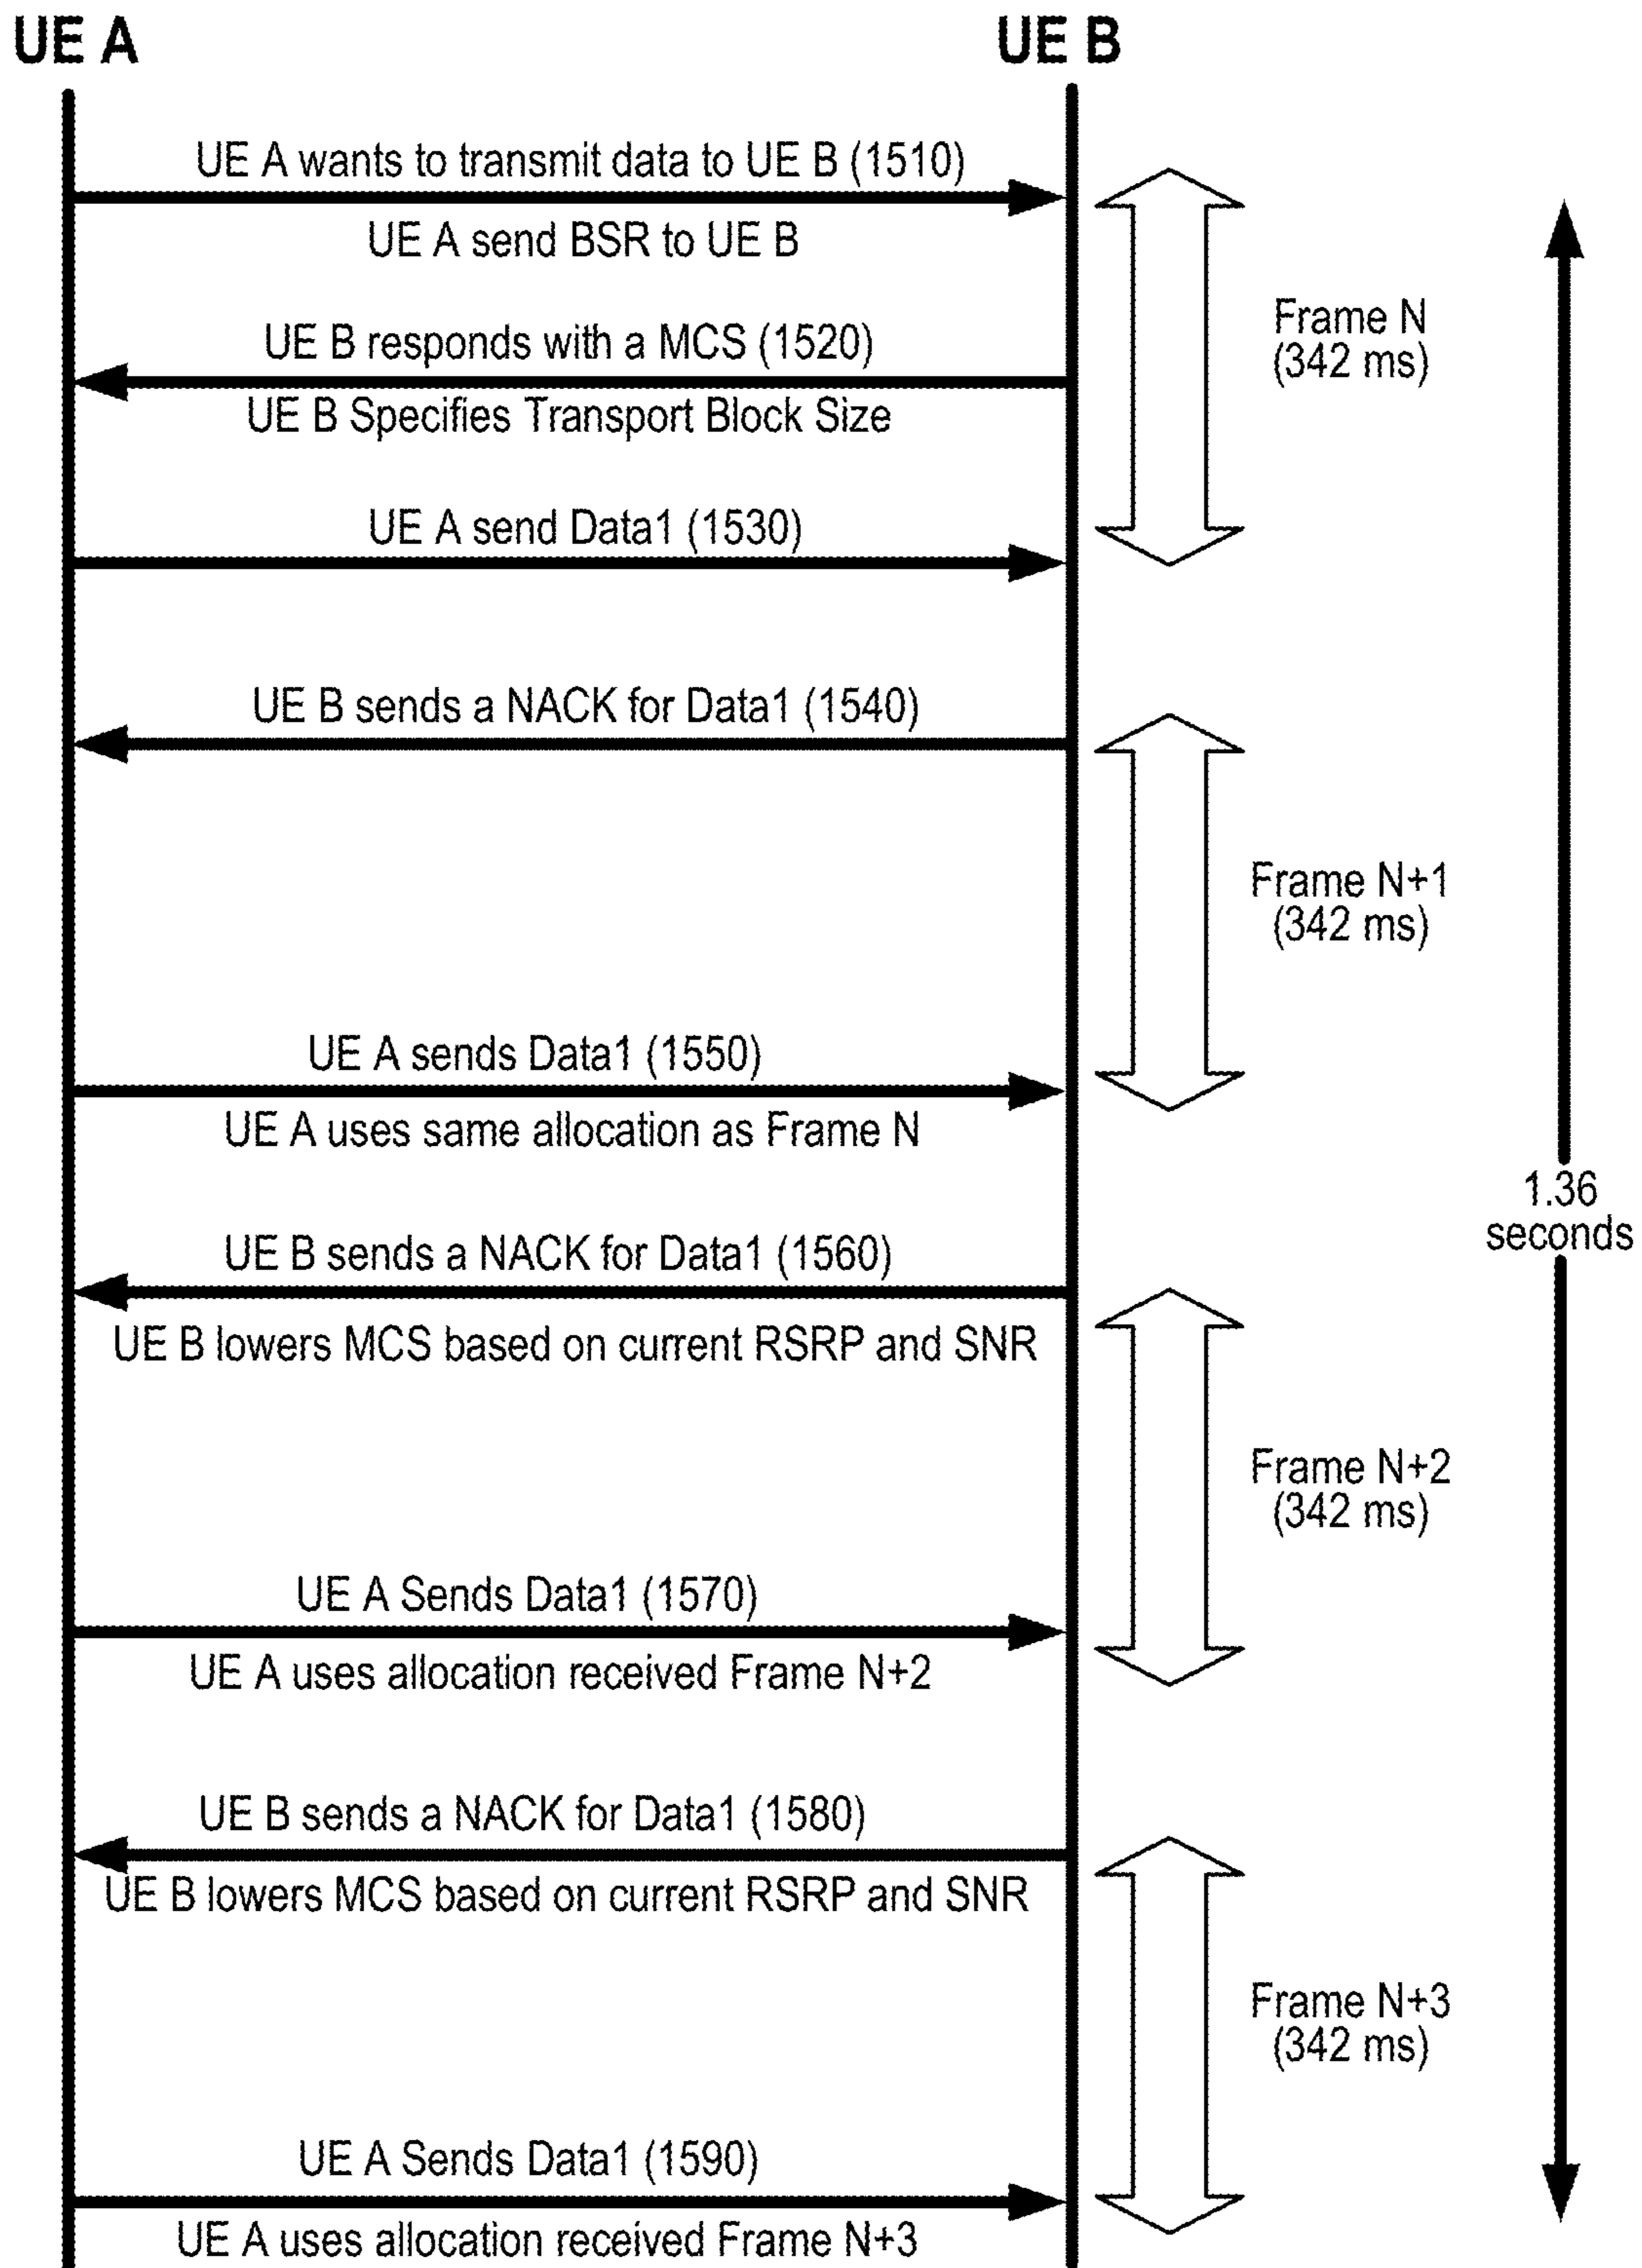 UE A
UE B
UE A wants to transmit data to UE B (1510)
UE A send BSR to UE B
UE B responds with a MCS (1520)
UE B Specifies Transport Block Size
Frame N
(342 ms)
UE A send Data1 (1530)
UE B sends a NACK for Data1 (1540)
Frame N+1
(342 ms)
UE A sends Data1 (1550)
UE A uses same allocation as Frame N
1.36
seconds
UE B sends a NACK for Data1 (1560)
UE B lowers MCS based on current RSRP and SNR
Frame N+2
(342 ms)
UE A Sends Data1 (1570)
UE A uses allocation received Frame N+2
UE B sends a NACK for Data1 (1580)
UE B lowers MCS based on current RSRP and SNR
Frame N+3
(342 ms)
UE A Sends Data1 (1590)
UE A uses allocation received Frame N+3